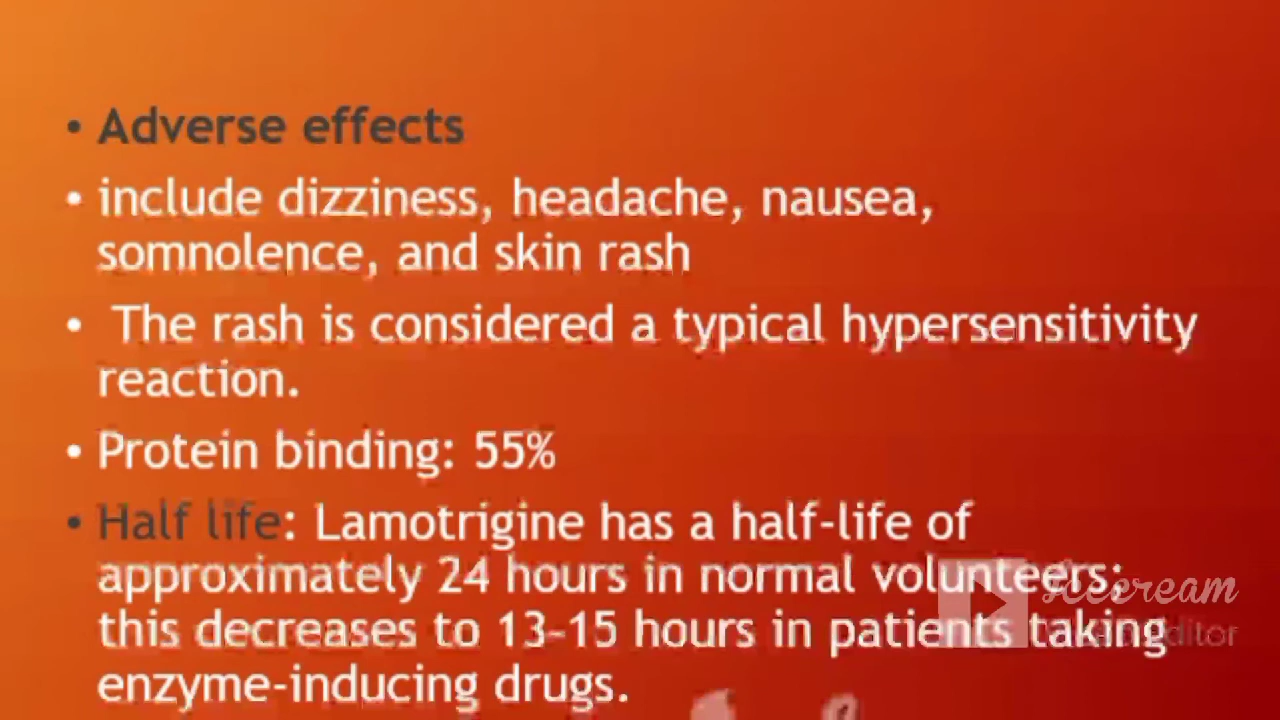 • Adverse effects
• include dizziness, headache, nausea,
somnolence, and skin rash
• The rash is considered a typical hypersensitivity
reaction.
• Protein binding: 55%
• Half life: Lamotrigine has a half-life of
approximately 24 hours in normal volunteers;
this decreases to 13-15 hours in patients taking
enzyme-inducing drugs.
Icecream
Editor